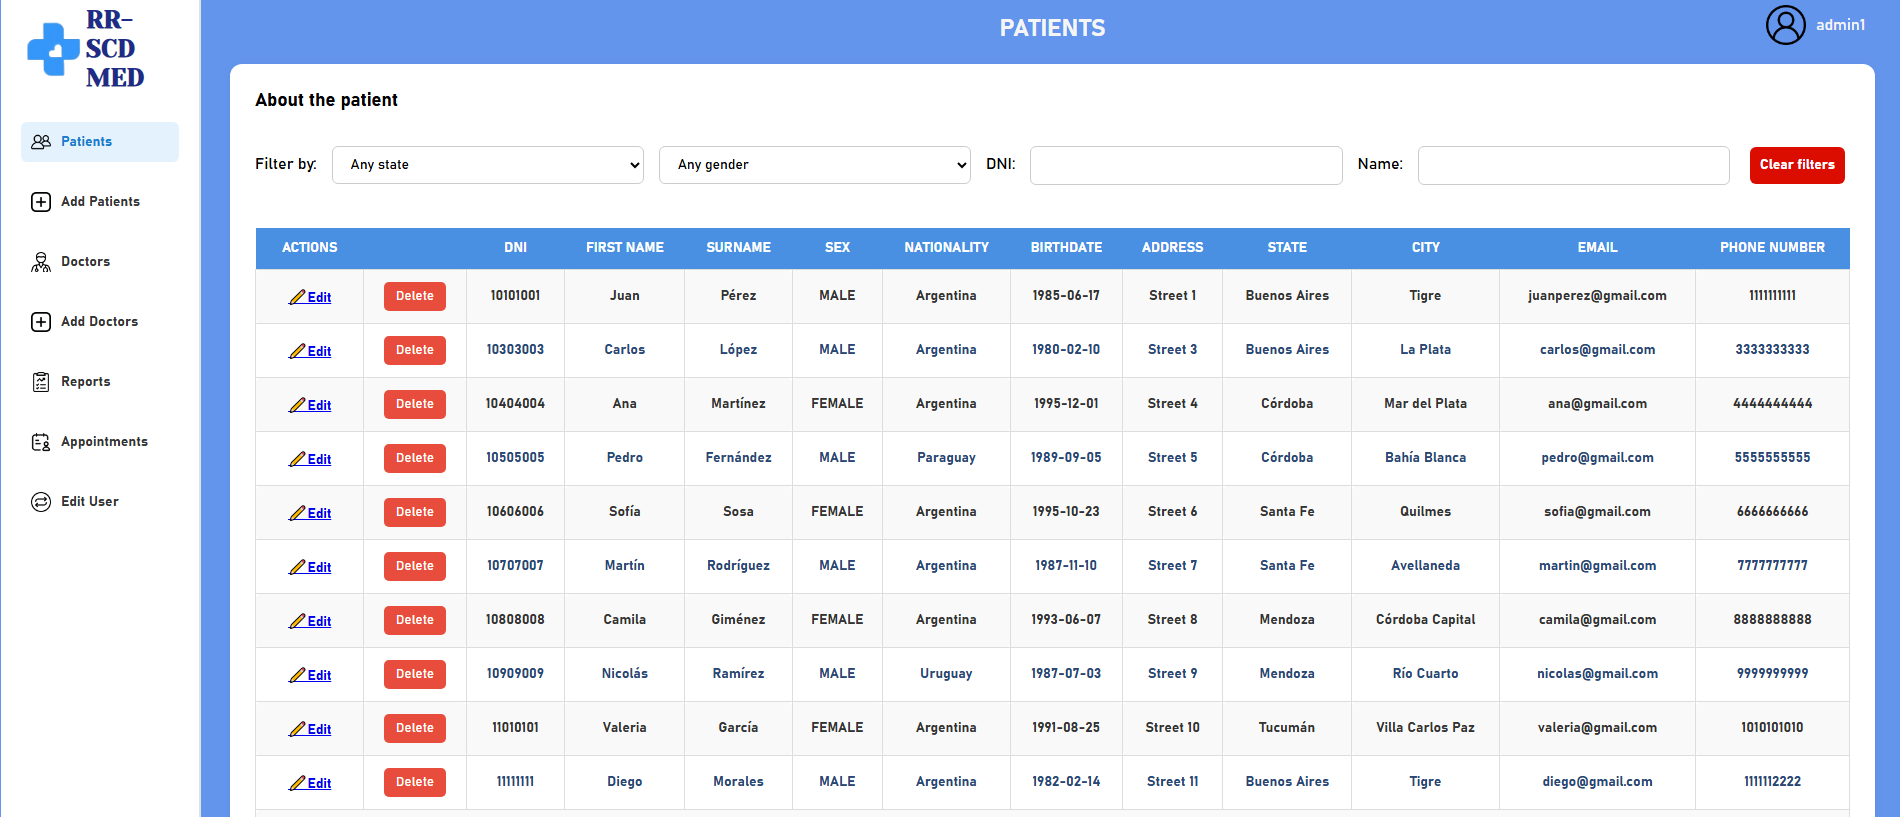 RR-
SCD
MED
PATIENTS
admin1
Patients
Add Patients
Doctors
Add Doctors
Reports
Appointments
Edit User
About the patient
Filter by: Any state Any gender DNI: Name: Clear filters
ACTIONS DNI FIRST NAME SURNAME SEX NATIONALITY BIRTHDATE ADDRESS STATE CITY EMAIL PHONE NUMBER
Edit Delete 10101001 Juan Pérez MALE Argentina 1985-06-17 Street 1 Buenos Aires Tigre juanperez@gmail.com 1111111111
Edit Delete 10303003 Carlos López MALE Argentina 1980-02-10 Street 3 Buenos Aires La Plata carlos@gmail.com 3333333333
Edit Delete 10404004 Ana Martínez FEMALE Argentina 1995-12-01 Street 4 Córdoba Mar del Plata ana@gmail.com 4444444444
Edit Delete 10505005 Pedro Fernández MALE Paraguay 1989-09-05 Street 5 Córdoba Bahía Blanca pedro@gmail.com 5555555555
Edit Delete 10606006 Sofía Sosa FEMALE Argentina 1995-10-23 Street 6 Santa Fe Quilmes sofia@gmail.com 6666666666
Edit Delete 10707007 Martín Rodríguez MALE Argentina 1987-11-10 Street 7 Santa Fe Avellaneda martin@gmail.com 7777777777
Edit Delete 10808008 Camila Giménez FEMALE Argentina 1993-06-07 Street 8 Mendoza Córdoba Capital camila@gmail.com 8888888888
Edit Delete 10909009 Nicolás Ramírez MALE Uruguay 1987-07-03 Street 9 Mendoza Río Cuarto nicolas@gmail.com 9999999999
Edit Delete 11010101 Valeria García FEMALE Argentina 1991-08-25 Street 10 Tucumán Villa Carlos Paz valeria@gmail.com 1010101010
Edit Delete 11111111 Diego Morales MALE Argentina 1982-02-14 Street 11 Buenos Aires Tigre diego@gmail.com 1111112222